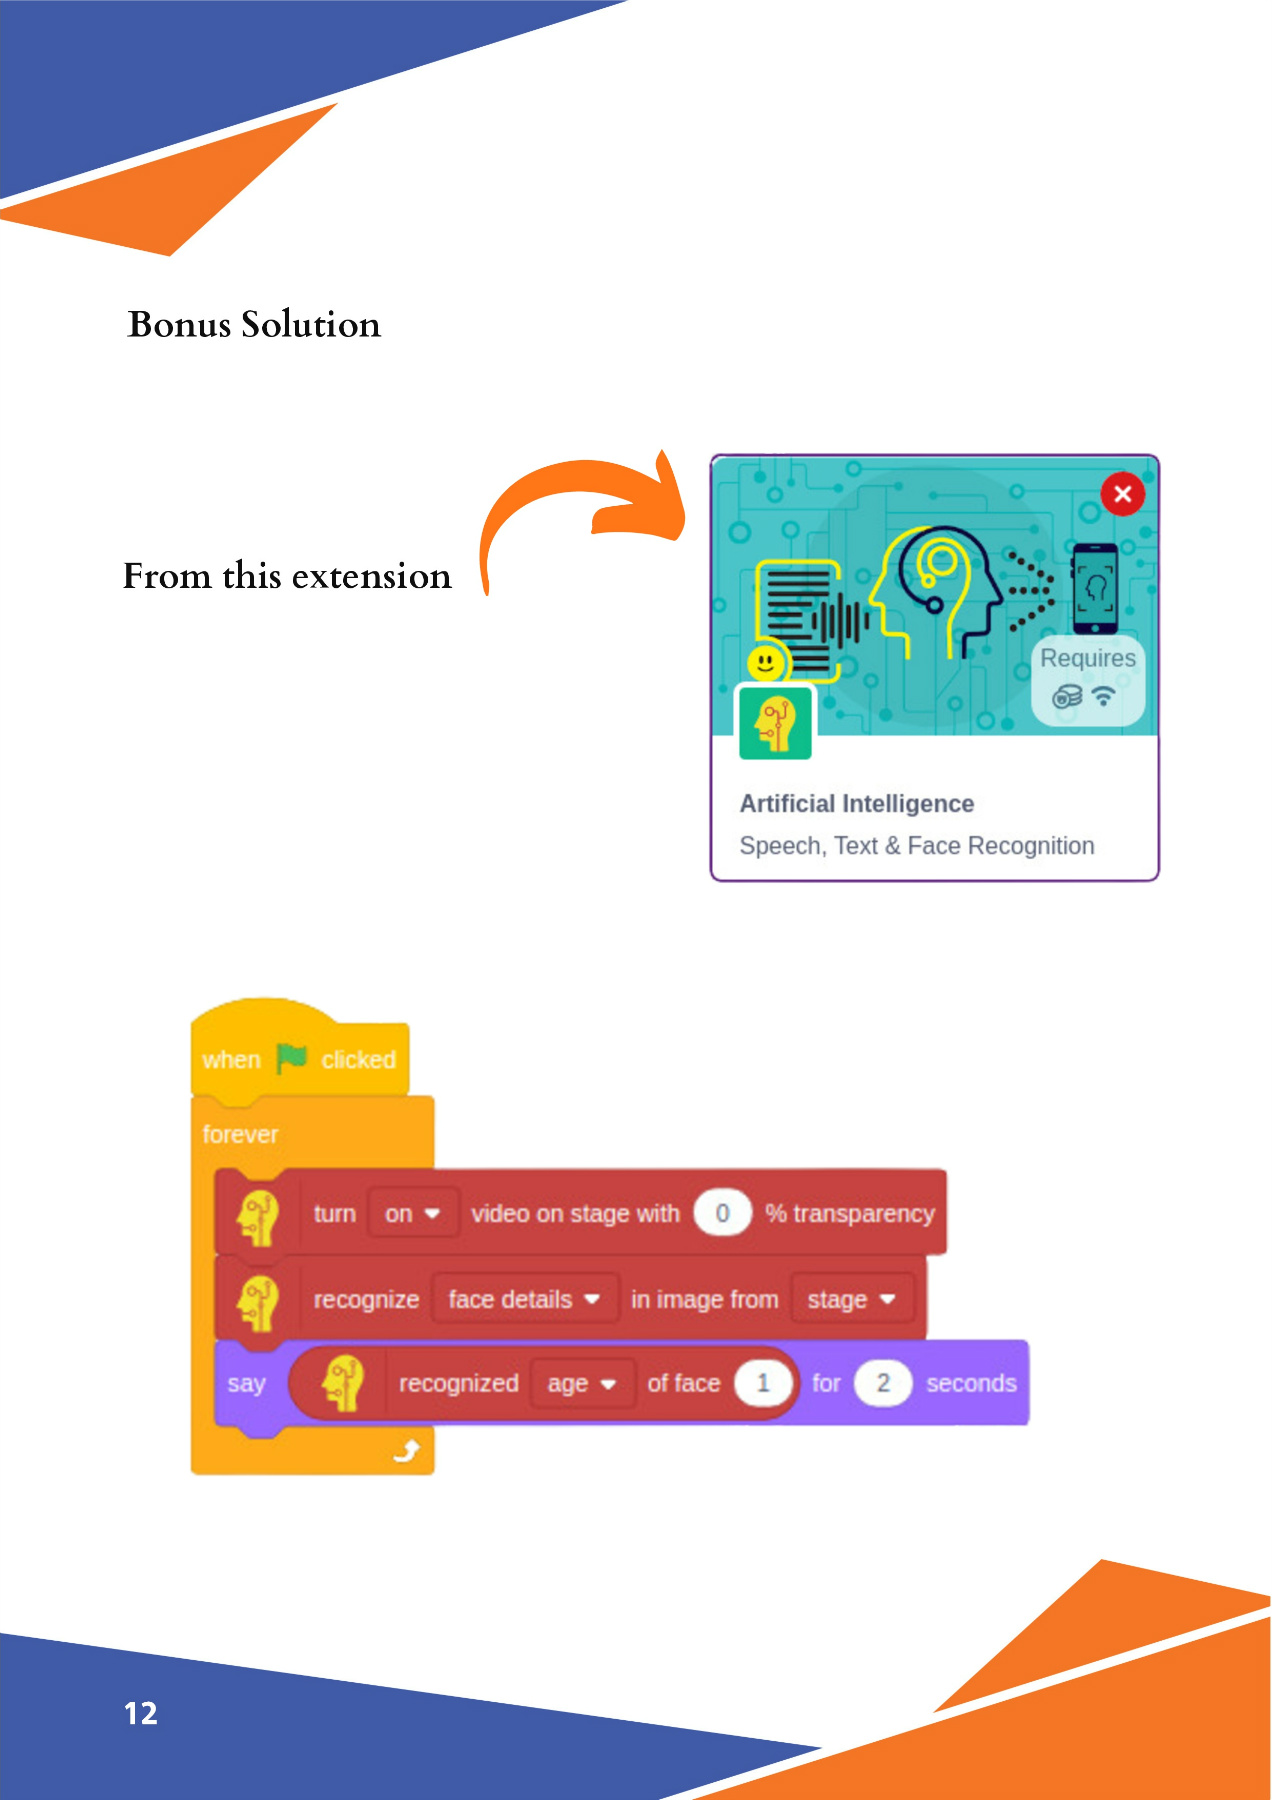 Bonus Solution
From this extension
Requires
Artificial Intelligence
Speech, Text & Face Recognition
when clicked
forever
turn on video on stage with 0 % transparency
recognize face details in image from stage
say recognized age of face 1 for 2 seconds
12